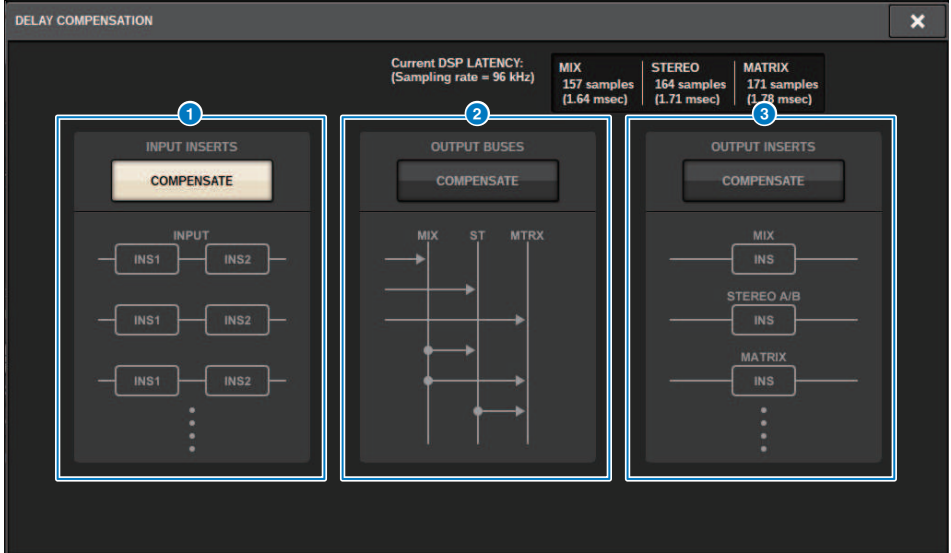 DELAY COMPENSATION
Current DSP LATENCY:
(Sampling rate = 96 kHz)
MIX
157 samples
(1.64 msec)
STEREO
164 samples
(1.71 msec)
MATRIX
171 samples
(1.78 msec)
1
INPUT INSERTS
COMPENSATE
INPUT
INS1 INS2
INS1 INS2
INS1 INS2
2
OUTPUT BUSES
COMPENSATE
MIX ST MTRX
3
OUTPUT INSERTS
COMPENSATE
MIX
INS
STEREO A/B
INS
MATRIX
INS